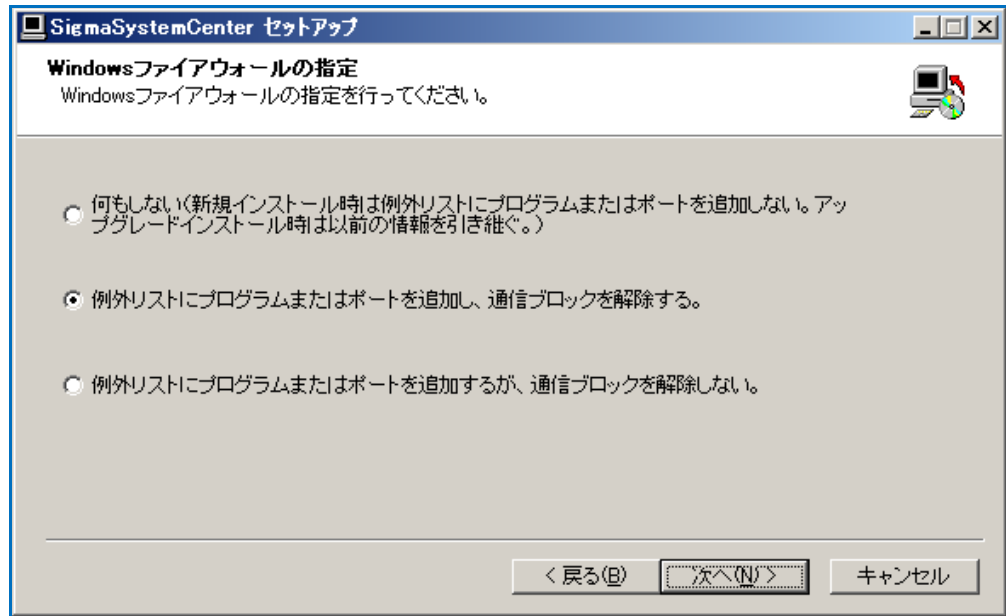 SigmaSystemCenter セットアップ
Windowsファイアウォールの指定
Windowsファイアウォールの指定を行ってください。
何もしない(新規インストール時は例外リストにプログラムまたはポートを追加しない。アッ
プグレードインストール時は以前の情報を引き継ぐ。)
例外リストにプログラムまたはポートを追加し、通信ブロックを解除する。
例外リストにプログラムまたはポートを追加するが、通信ブロックを解除しない。
< 戻る(B)
次へ(N) >
キャンセル